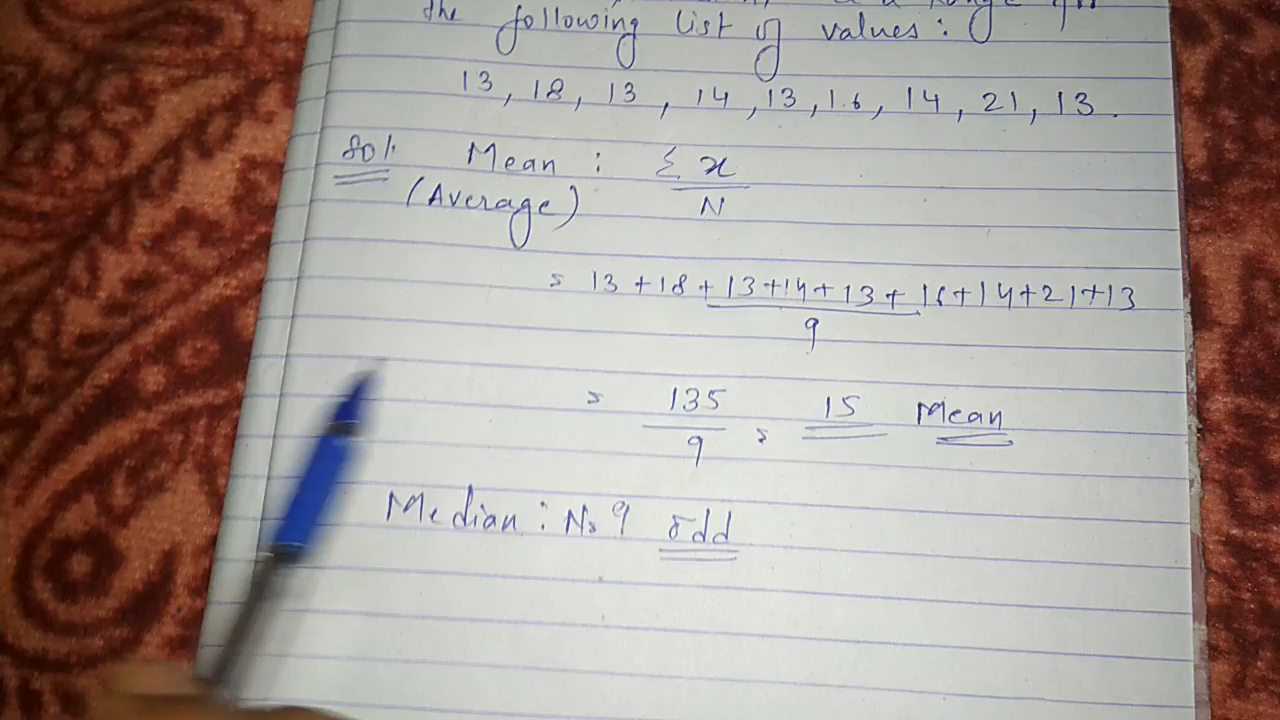 the following list of values:
13, 18, 13, 14, 13, 16, 14, 21, 13.
Sol. Mean : Σx
(Average) N
= 13+18+13+14+13+16+14+21+13
9
= 135 = 15 Mean
9
Median : N=9 odd